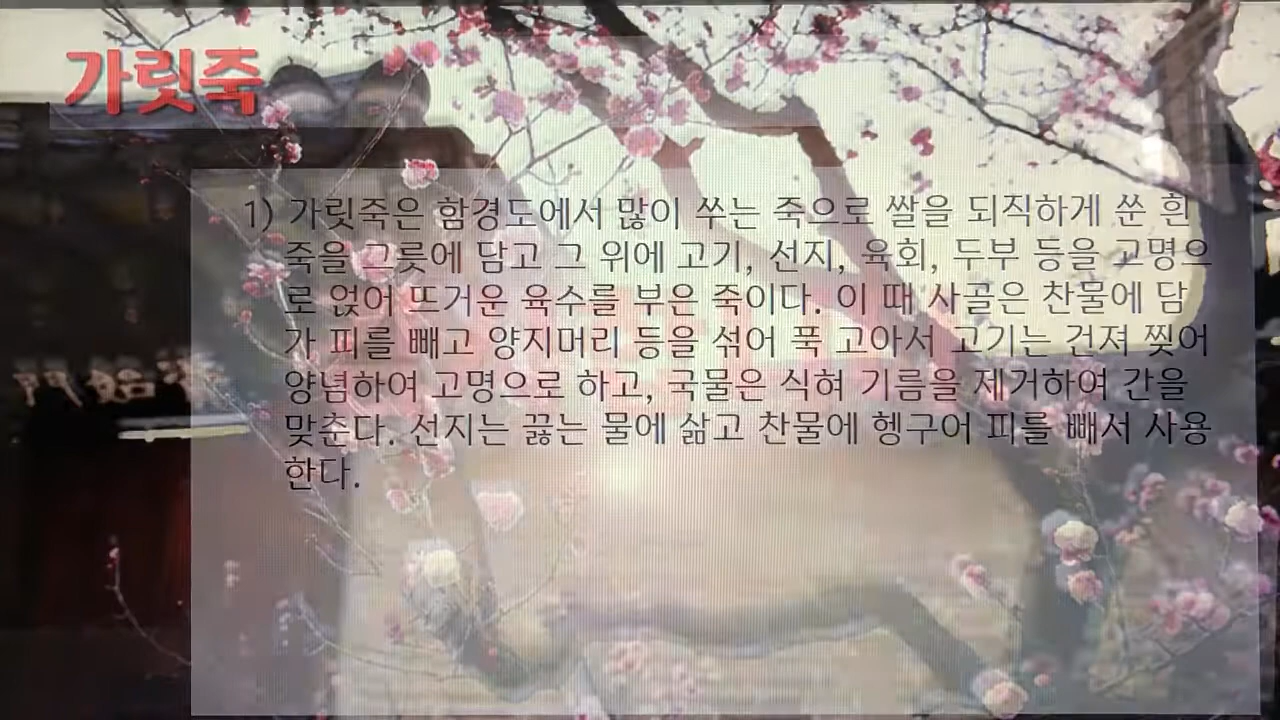 가릿죽
1) 가릿죽은 함경도에서 많이 쑤는 죽으로 쌀을 되직하게 쑨 흰
죽을 그릇에 담고 그 위에 고기, 선지, 육회, 두부 등을 고명으
로 얹어 뜨거운 육수를 부은 죽이다. 이 때 사골은 찬물에 담
가 피를 빼고 양지머리 등을 섞어 푹 고아서 고기는 건져 찢어
양념하여 고명으로 하고, 국물은 식혀 기름을 제거하여 간을
맞춘다. 선지는 끓는 물에 삶고 찬물에 헹구어 피를 빼서 사용
한다.